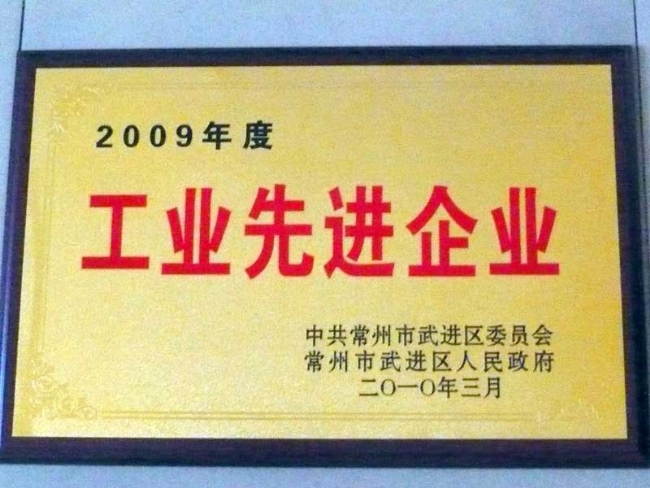 2009年度
工业先进企业
中共常州市武进区委员会
常州市武进区人民政府
二〇一〇年三月